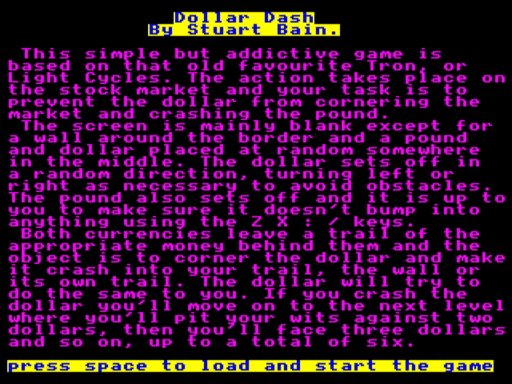 Dollar Dash
By Stuart Bain.
This simple but addictive game is
based on that old favourite Tron, or
Light Cycles. The action takes place on
the stock market and your task is to
prevent the dollar from cornering the
market and crashing the pound.
The screen is mainly blank except for
a wall around the border and a pound
and dollar placed at random somewhere
in the middle. The dollar sets off in
a random direction, turning left or
right as necessary to avoid obstacles.
The pound also sets off and it is up to
you to make sure it doesn't bump into
anything using the Z X : / keys.
Both currencies leave a trail of the
appropriate money behind them and the
object is to corner the dollar and make
it crash into your trail, the wall or
its own trail. The dollar will try to
do the same to you. If you crash the
dollar you'll move on to the next level
where you'll pit your wits against two
dollars, then you'll face three dollars
and so on, up to a total of six.
press space to load and start the game